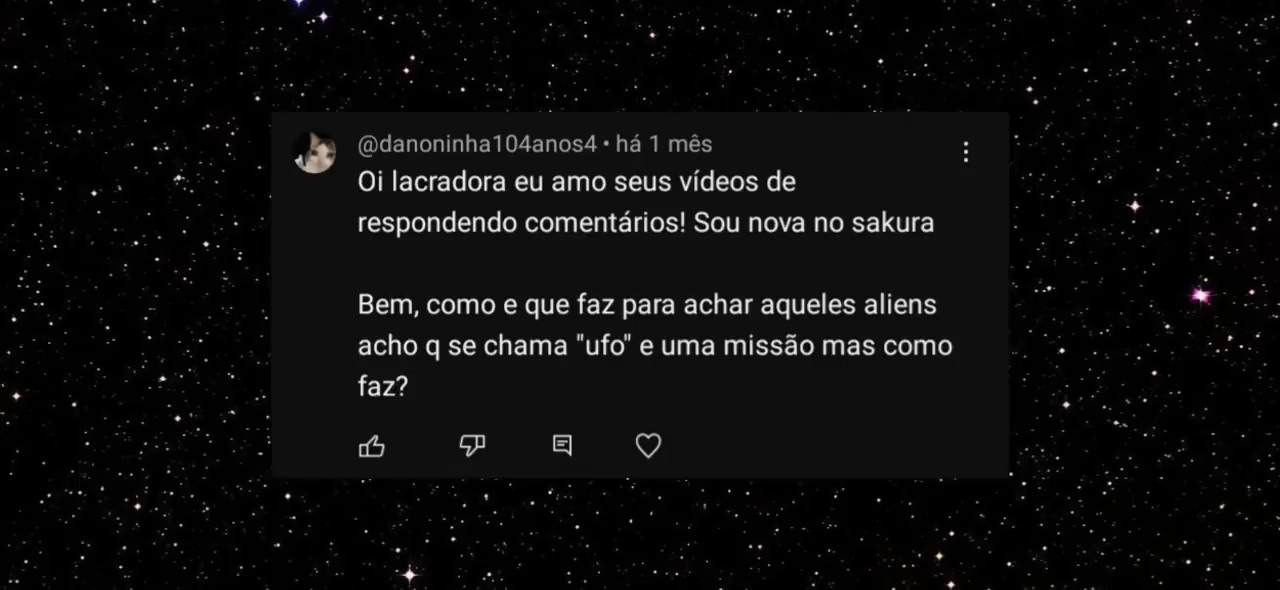 @danoninha104anos4 • há 1 mês
Oi lacradora eu amo seus vídeos de
respondendo comentários! Sou nova no sakura
Bem, como e que faz para achar aqueles aliens
acho q se chama "ufo" e uma missão mas como
faz?